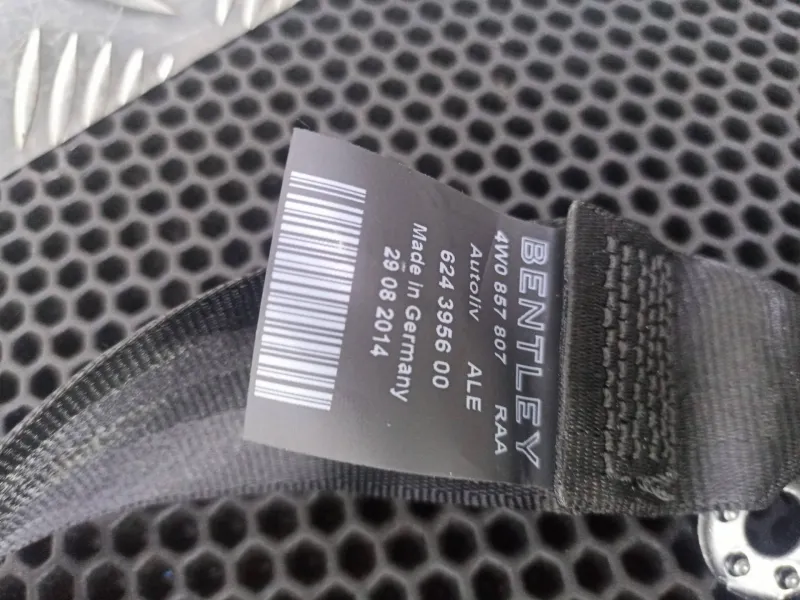 BENTLEY
4W0 857 807 RAA
Autoliv ALE
624 3956 00
Made in Germany
29 08 2014